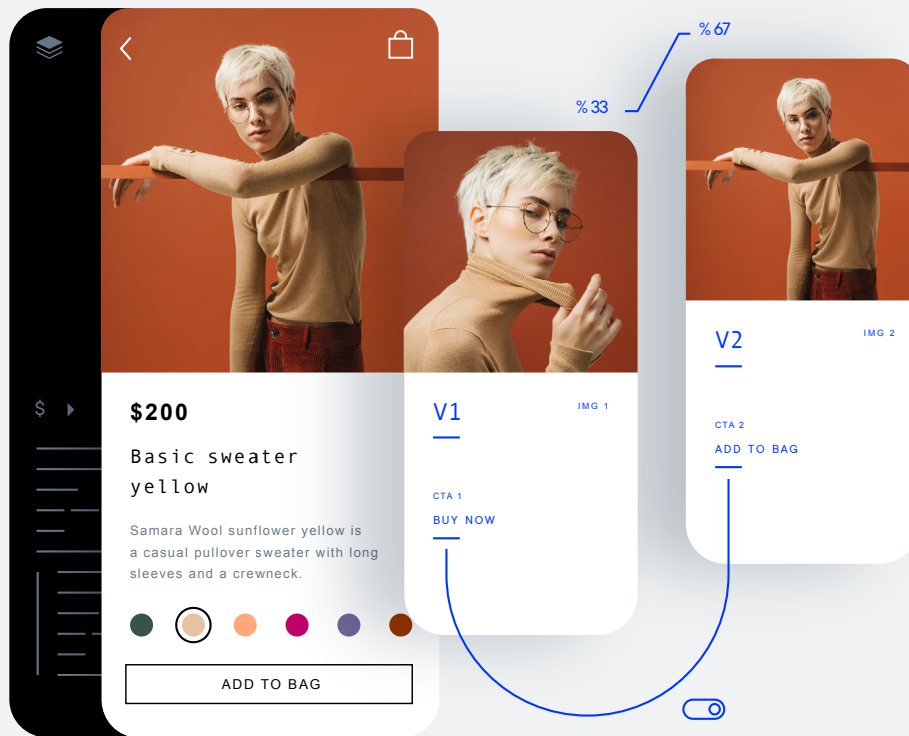 $
$200
Basic sweater
yellow
Samara Wool sunflower yellow is
a casual pullover sweater with long
sleeves and a crewneck.
ADD TO BAG
% 33
% 67
V1
IMG 1
CTA 1
BUY NOW
V2
IMG 2
CTA 2
ADD TO BAG